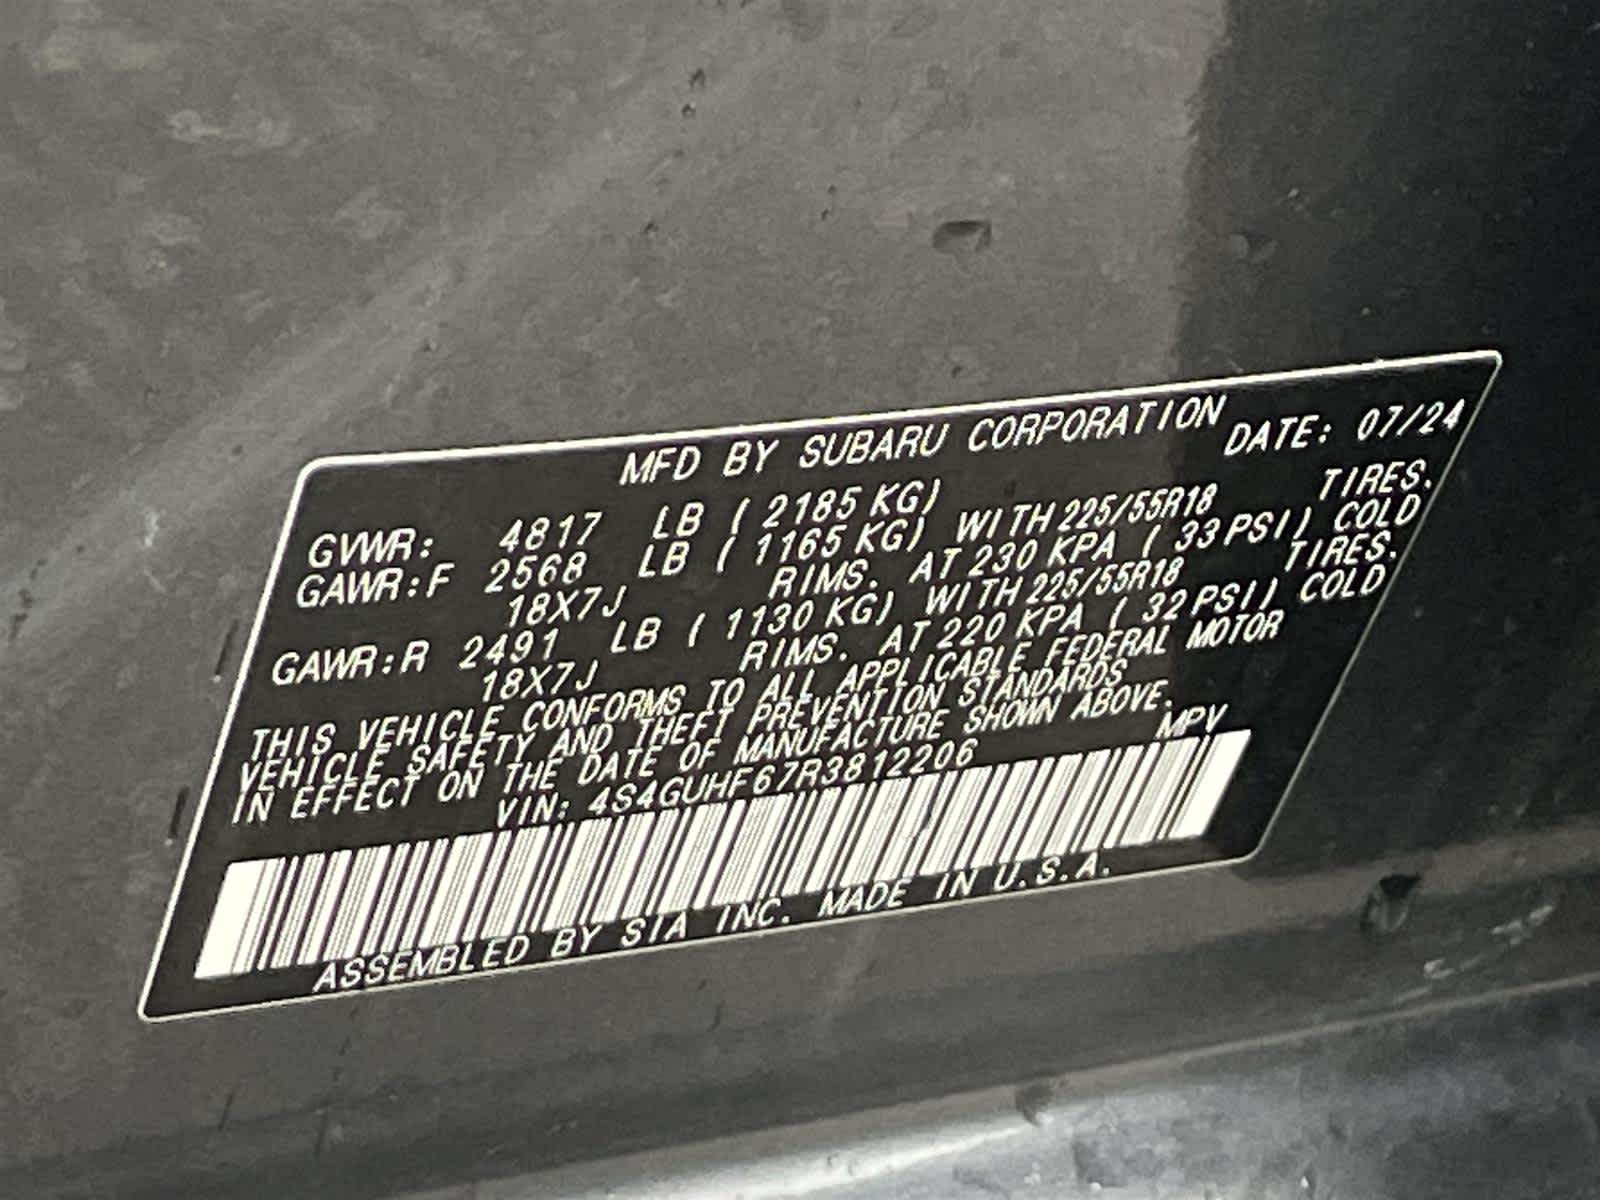 MFD BY SUBARU CORPORATION DATE: 07/24
GVWR: 4817 LB (2185 KG)
GAWR:F 2568 LB (1165 KG) WITH 225/55R18 TIRES.
18X7J RIMS. AT 230 KPA (33 PSI) COLD
GAWR:R 2491 LB (1130 KG) WITH 225/55R18 TIRES.
18X7J RIMS. AT 220 KPA (32 PSI) COLD
THIS VEHICLE CONFORMS TO ALL APPLICABLE FEDERAL MOTOR
VEHICLE SAFETY AND THEFT PREVENTION STANDARDS
IN EFFECT ON THE DATE OF MANUFACTURE SHOWN ABOVE.
VIN: 4S4GUHF67R3812206 MPV
ASSEMBLED BY SIA INC. MADE IN U.S.A.